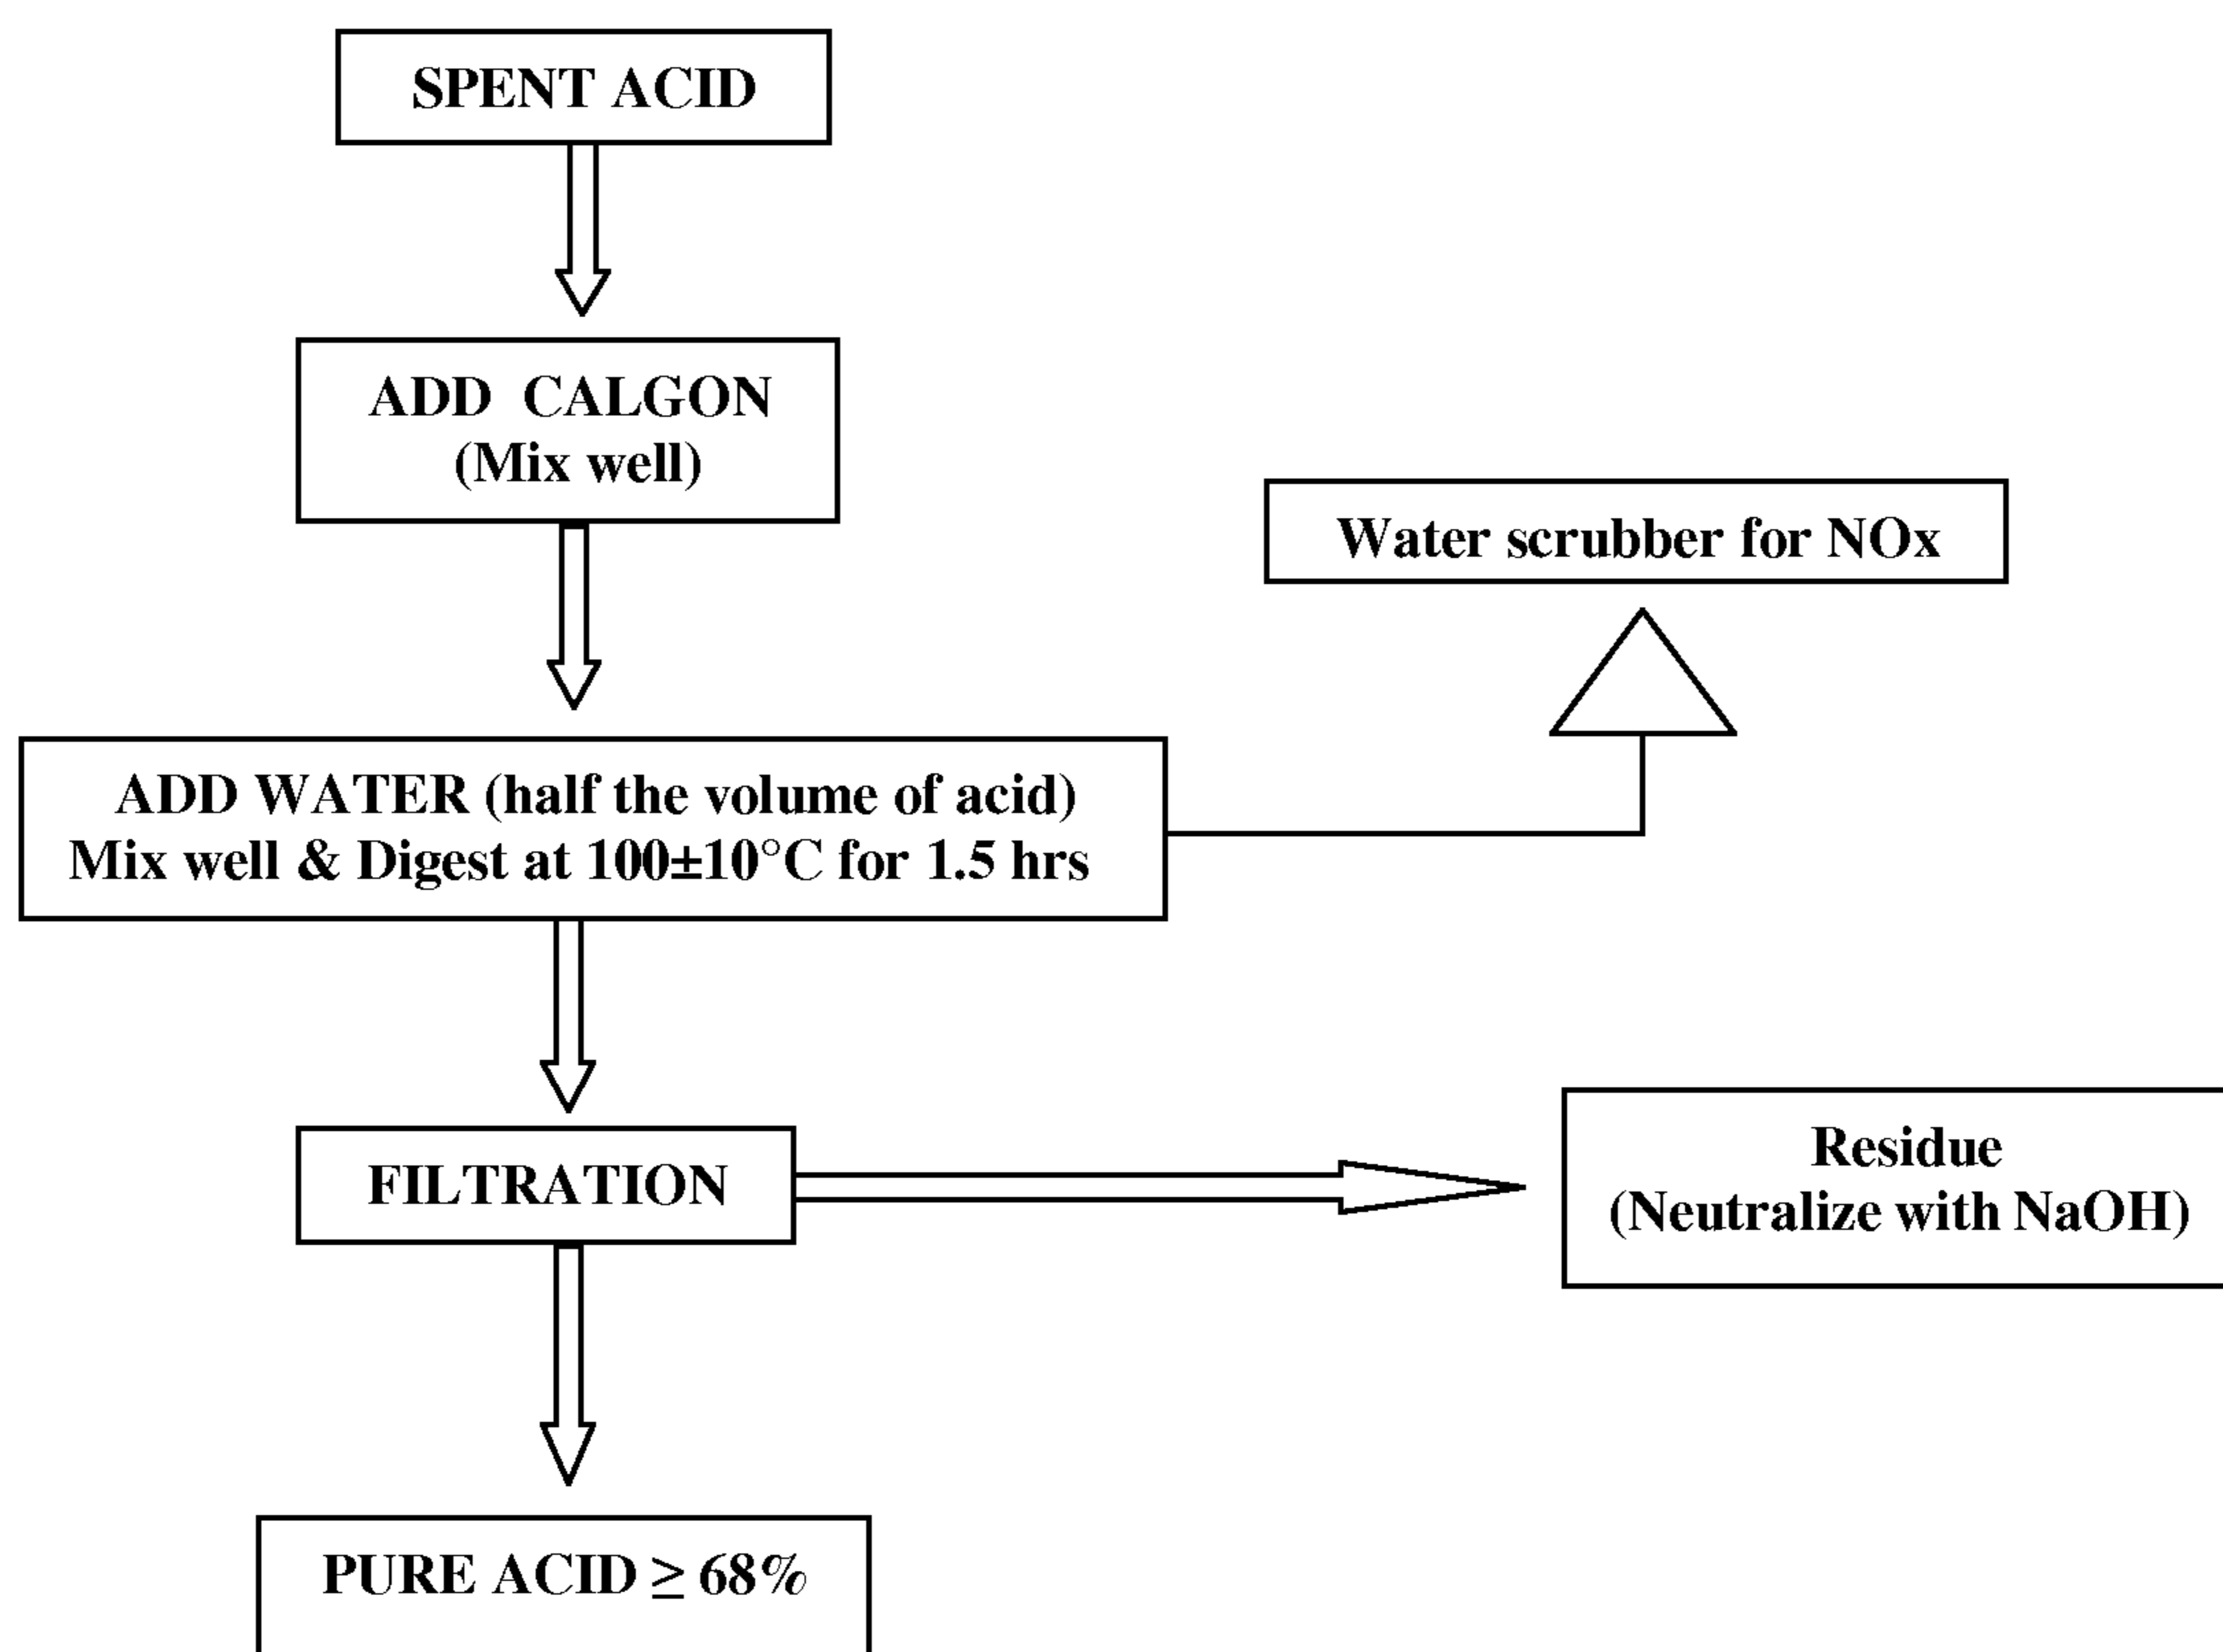 SPENT ACID
ADD CALGON
(Mix well)
Water scrubber for NOx
ADD WATER (half the volume of acid)
Mix well & Digest at 100±10°C for 1.5 hrs
FILTRATION
Residue
(Neutralize with NaOH)
PURE ACID ≥ 68%